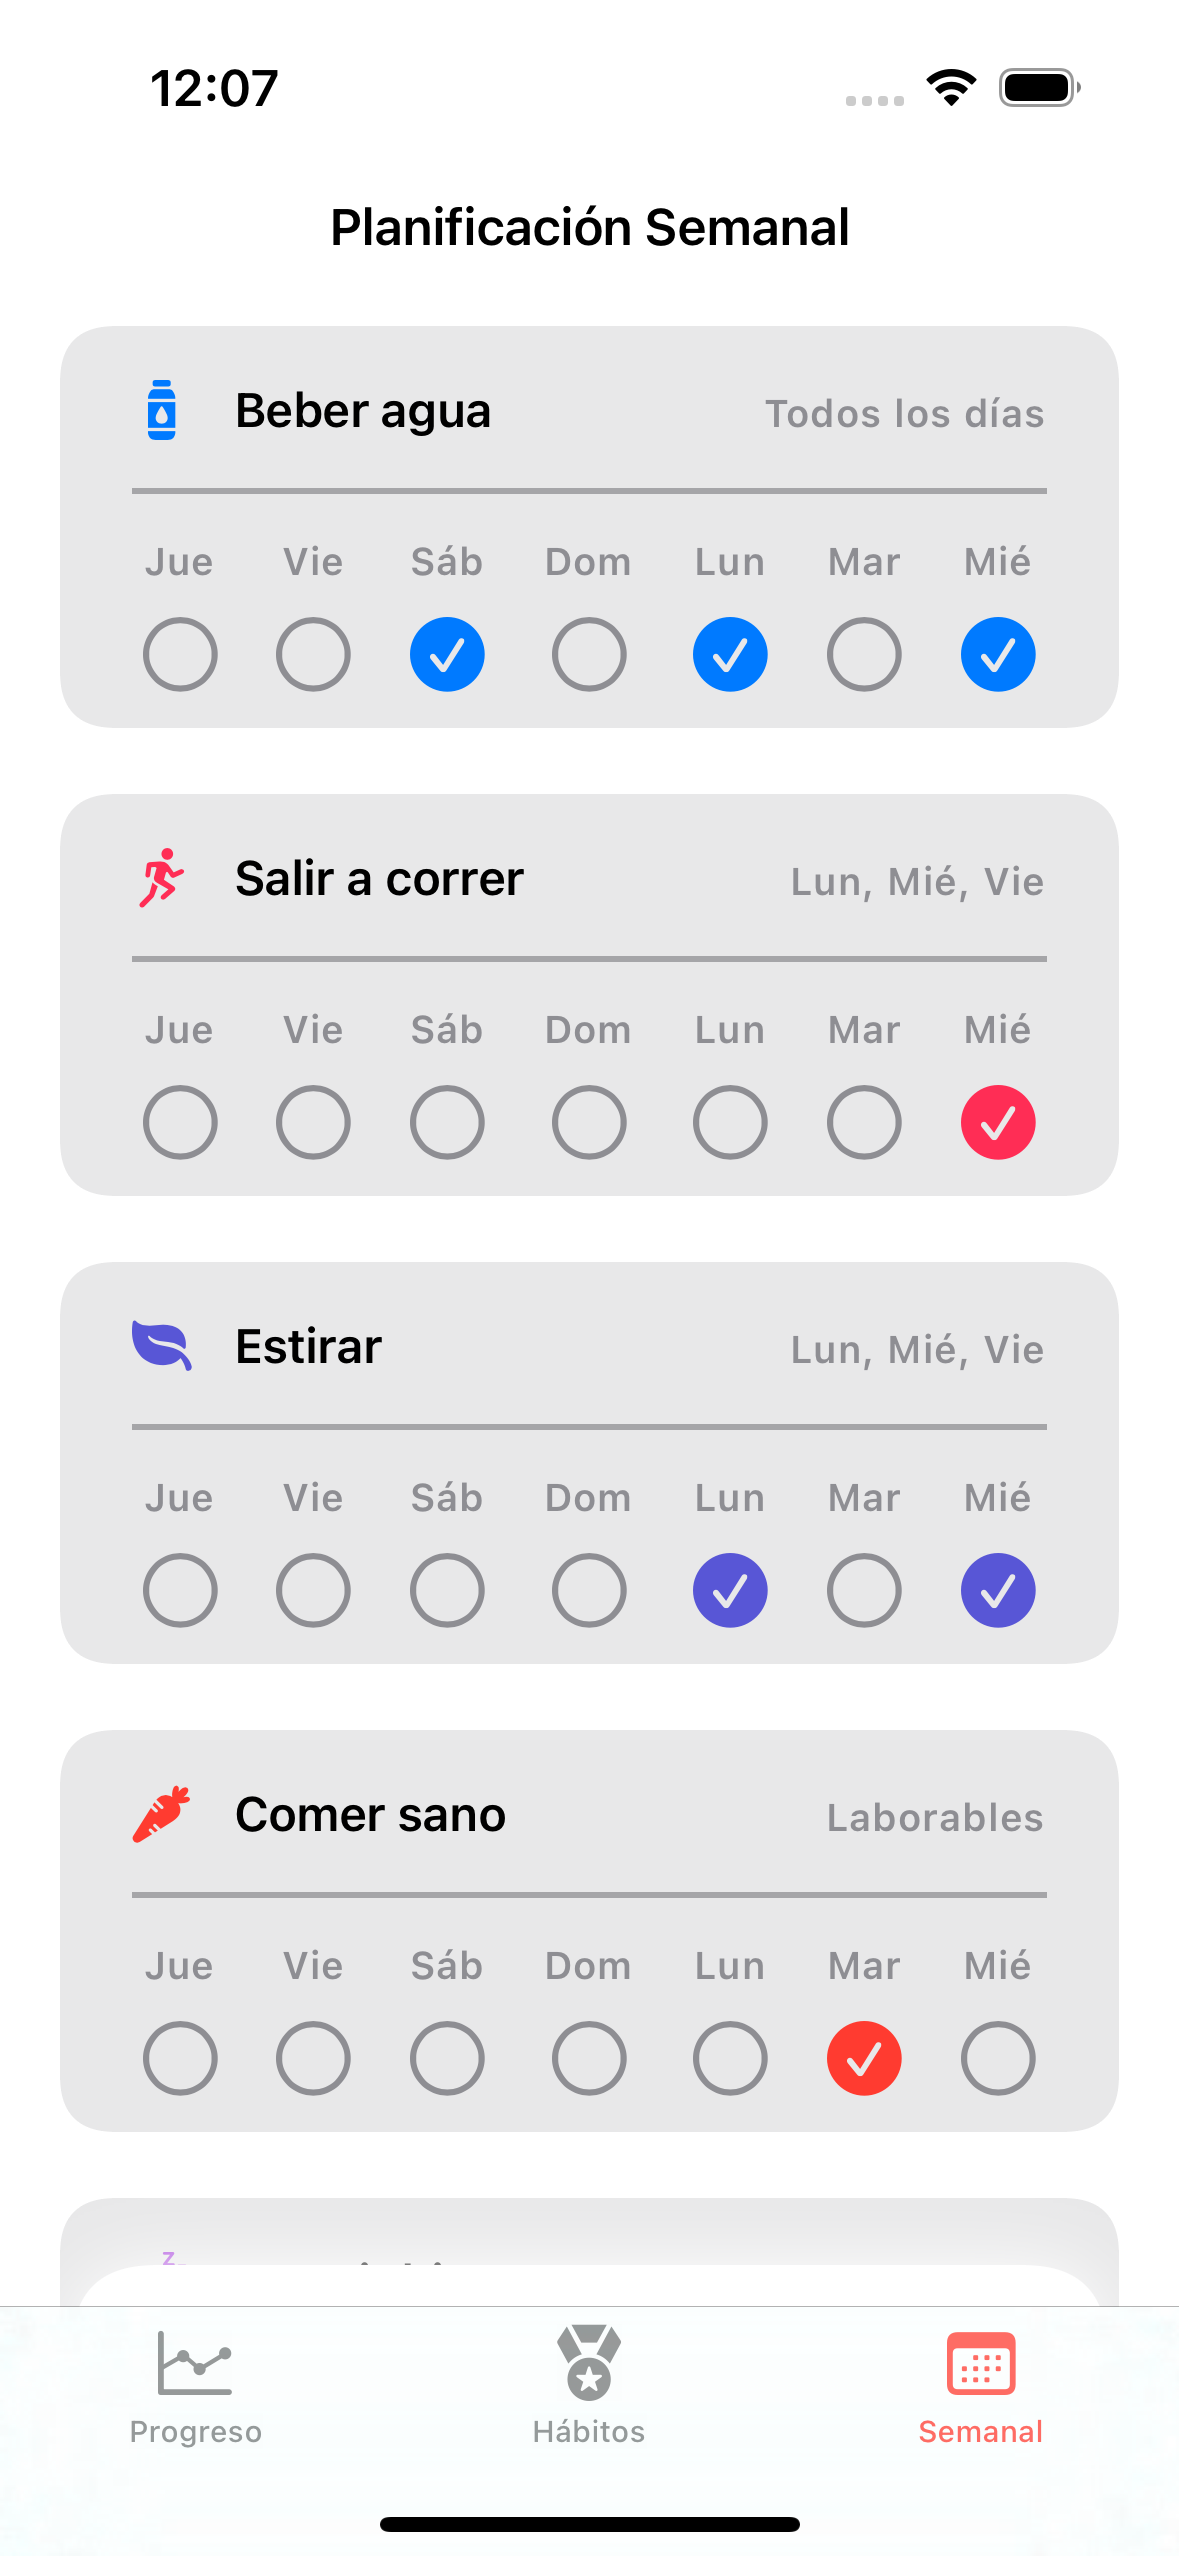 12:07
Planificación Semanal
Beber agua Todos los días
Jue Vie Sáb Dom Lun Mar Mié
Salir a correr Lun, Mié, Vie
Jue Vie Sáb Dom Lun Mar Mié
Estirar Lun, Mié, Vie
Jue Vie Sáb Dom Lun Mar Mié
Comer sano Laborables
Jue Vie Sáb Dom Lun Mar Mié
Progreso Hábitos Semanal